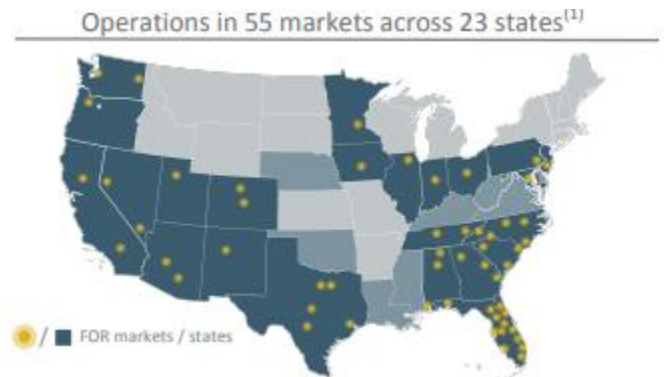 Operations in 55 markets across 23 states(1)
/ FOR markets / states